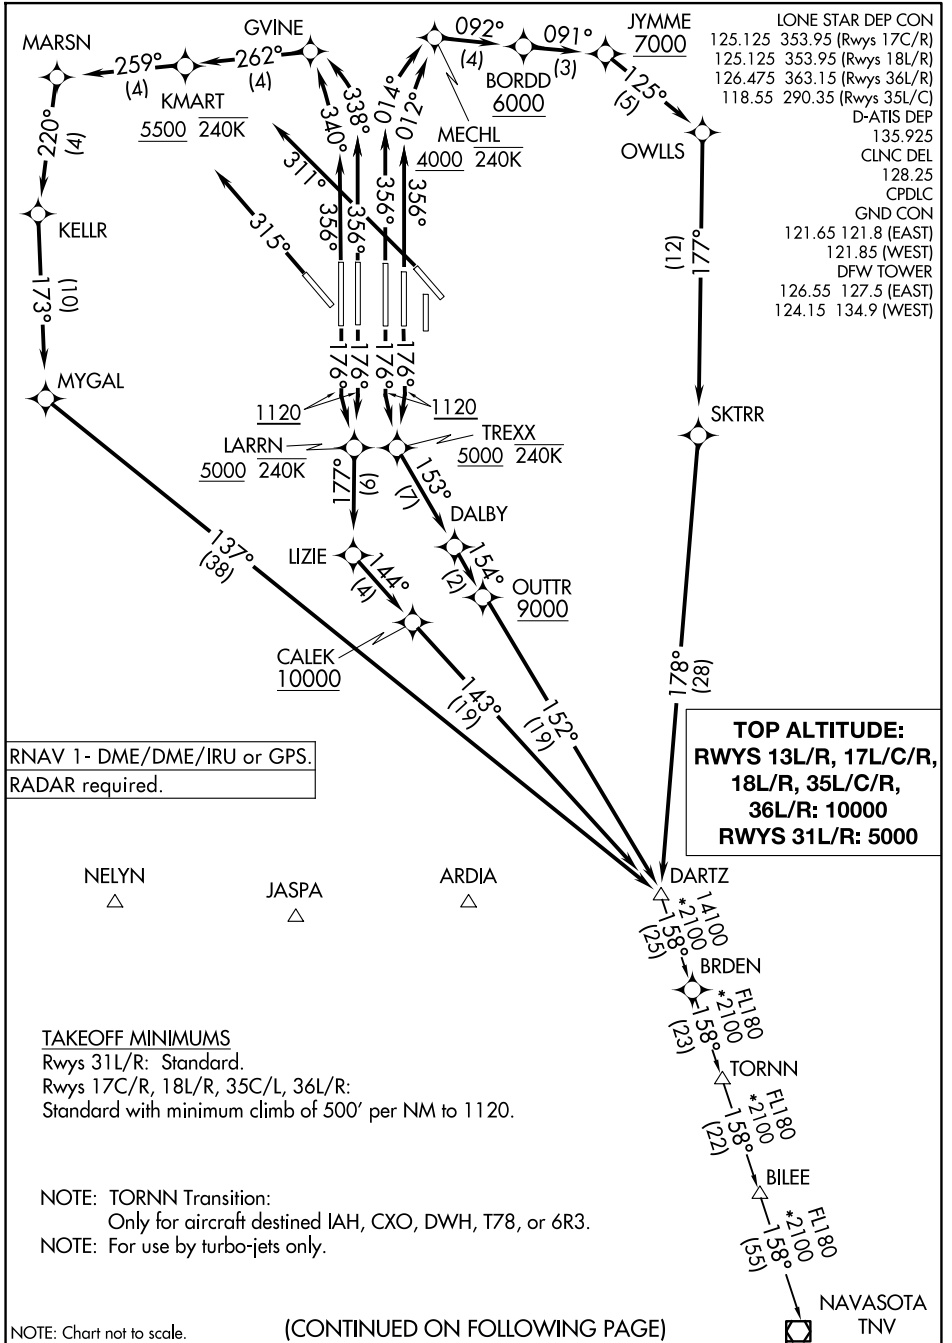 LONE STAR DEP CON
125.125 353.95 (Rwys 17C/R)
125.125 353.95 (Rwys 18L/R)
126.475 363.15 (Rwys 36L/R)
118.55 290.35 (Rwys 35L/C)
D-ATIS DEP
135.925
CLNC DEL
128.25
CPDLC
GND CON
121.65 121.8 (EAST)
121.85 (WEST)
DFW TOWER
126.55 127.5 (EAST)
124.15 134.9 (WEST)
MARSN
259°
(4)
KMART
5500 240K
262°
(4)
GVINE
340°
338°
014°
012°
MECHL
4000 240K
092°
(4)
BORDD
6000
091°
(3)
JYMME
7000
125°
(5)
OWLLS
220°
(4)
KELLR
173°
(10)
MYGAL
315°
311°
356°
356°
356°
356°
177°
(12)
SKTRR
176°
176°
176°
176°
1120
1120
LARRN
5000 240K
TREXX
5000 240K
177°
(9)
153°
(7)
DALBY
LIZIE
144°
(4)
154°
(2)
OUTTR
9000
CALEK
10000
137°
(38)
143°
(19)
152°
(19)
178°
(28)
RNAV 1- DME/DME/IRU or GPS.
RADAR required.
TOP ALTITUDE:
RWYS 13L/R, 17L/C/R,
18L/R, 35L/C/R,
36L/R: 10000
RWYS 31L/R: 5000
NELYN
JASPA
ARDIA
DARTZ
14100
*2100
158°
(25)
BRDEN
FL180
*2100
158°
(23)
TORNN
FL180
*2100
158°
(22)
BILEE
FL180
*2100
158°
(55)
NAVASOTA
TNV
TAKEOFF MINIMUMS
Rwys 31L/R: Standard.
Rwys 17C/R, 18L/R, 35C/L, 36L/R:
Standard with minimum climb of 500' per NM to 1120.
NOTE: TORNN Transition:
Only for aircraft destined IAH, CXO, DWH, T78, or 6R3.
NOTE: For use by turbo-jets only.
NOTE: Chart not to scale.
(CONTINUED ON FOLLOWING PAGE)